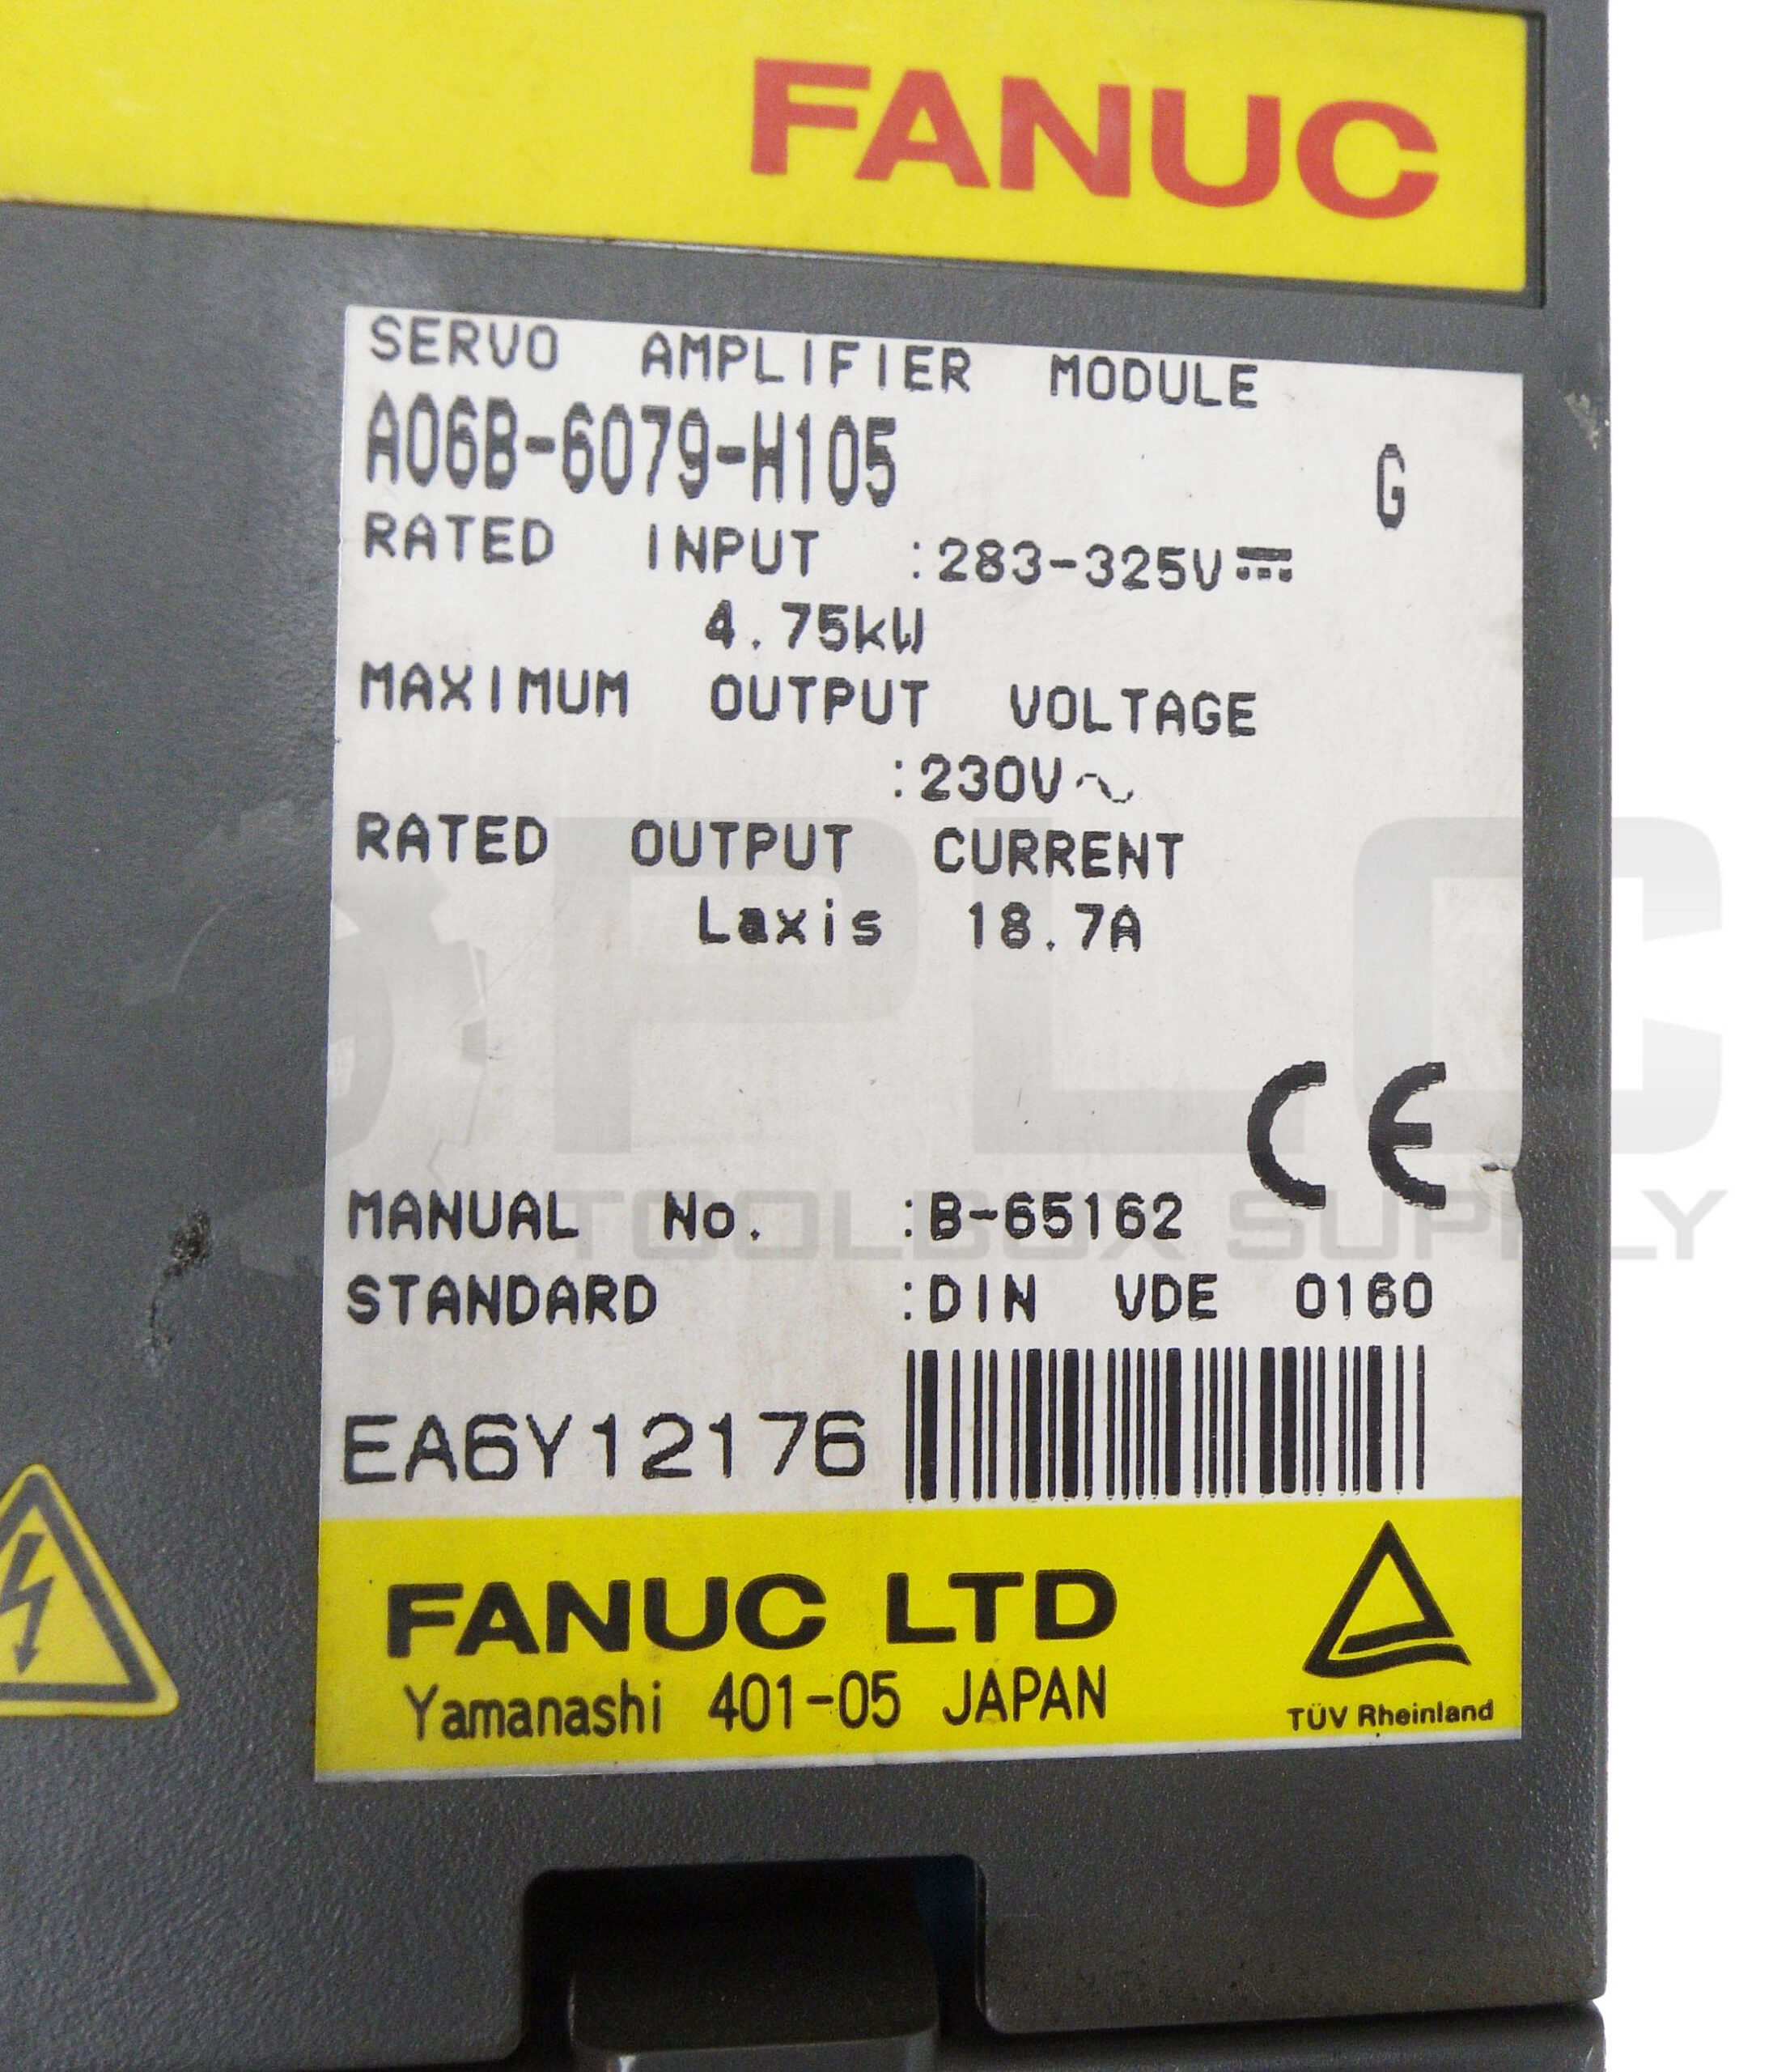 FANUC
SERVO AMPLIFIER MODULE
A06B-6079-H105
G
RATED INPUT :283-325V⎓
4.75kW
MAXIMUM OUTPUT VOLTAGE
:230V~
RATED OUTPUT CURRENT
Laxis 18.7A
CE
MANUAL No. :B-65162
STANDARD :DIN VDE 0160
EA6Y12176
FANUC LTD
Yamanashi 401-05 JAPAN
TÜV Rheinland
PLC
TOOLBOX SUPPLY